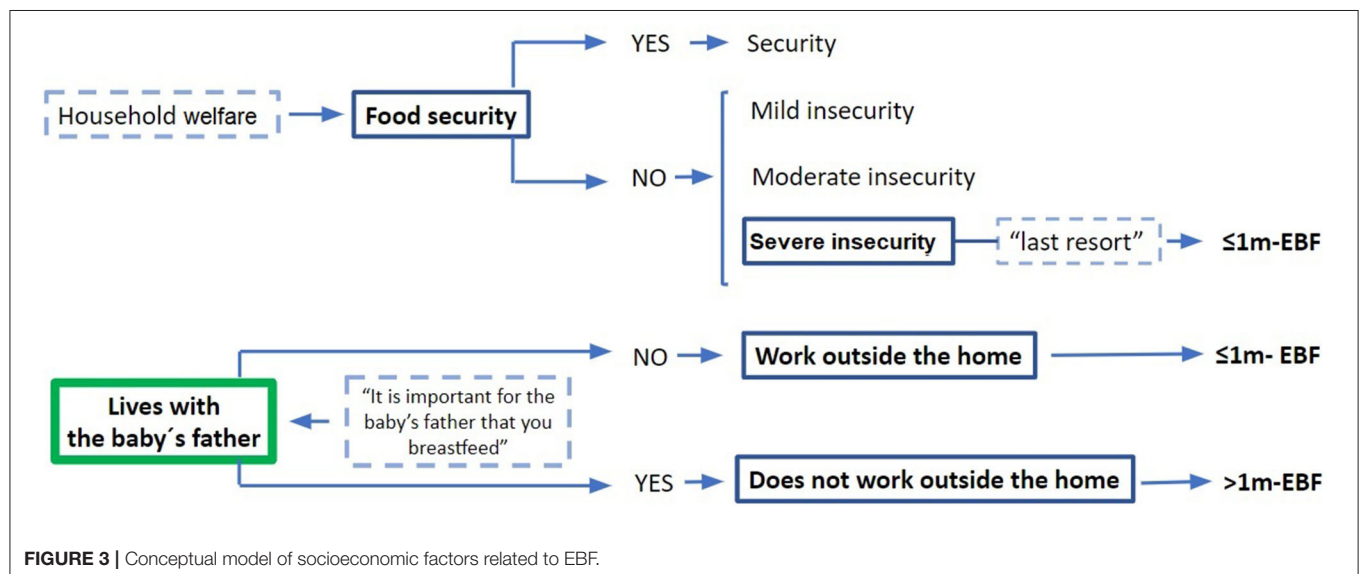 YES
Security
Household welfare
Food security
Mild insecurity
NO
Moderate insecurity
Severe insecurity
“last resort”
≤1m-EBF
NO
Work outside the home
≤1m- EBF
Lives with
the baby´s father
“It is important for the
baby’s father that you
breastfeed”
YES
Does not work outside the home
>1m-EBF
FIGURE 3 | Conceptual model of socioeconomic factors related to EBF.